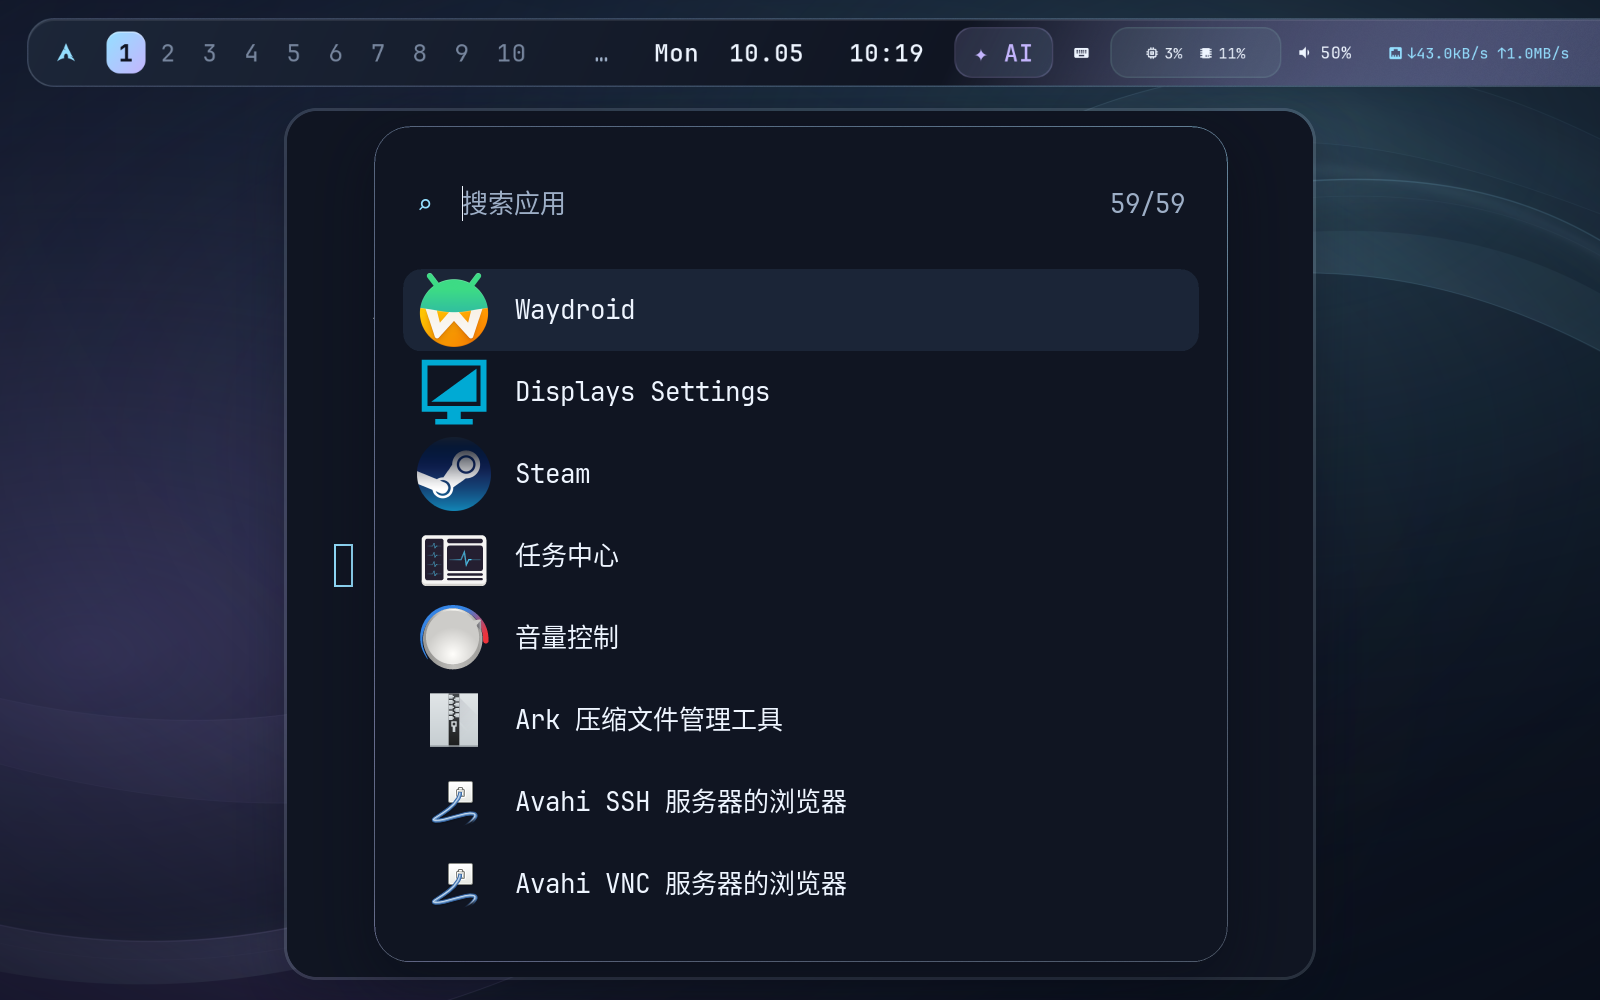 1 2 3 4 5 6 7 8 9 10 … Mon 10.05 10:19 AI 3% 11% 50% ↓43.0kB/s ↑1.0MB/s
搜索应用 59/59
Waydroid
Displays Settings
Steam
任务中心
音量控制
Ark 压缩文件管理工具
Avahi SSH 服务器的浏览器
Avahi VNC 服务器的浏览器